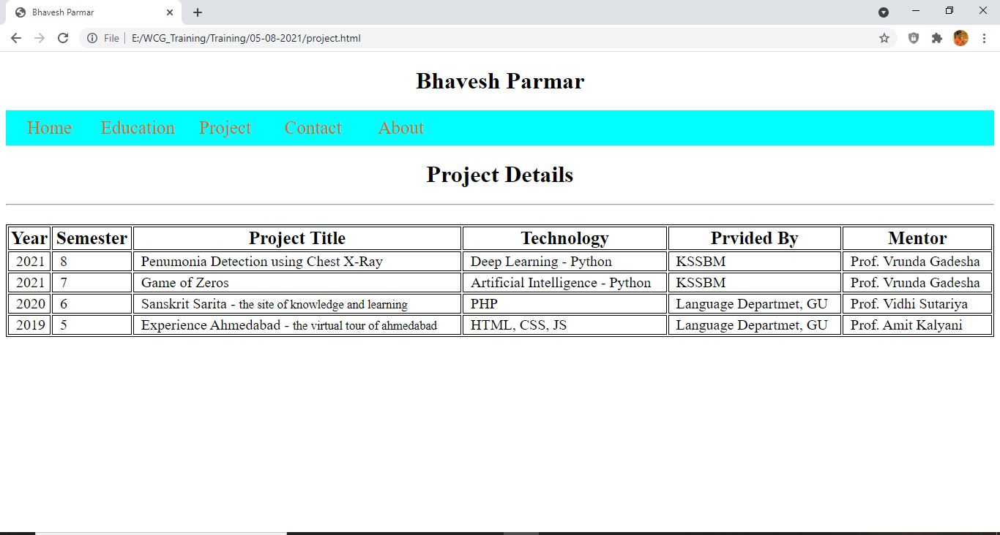 Bhavesh Parmar
File E:/WCG_Training/Training/05-08-2021/project.html
Bhavesh Parmar
Home Education Project Contact About
Project Details
Year Semester Project Title Technology Prvided By Mentor
2021 8 Penumonia Detection using Chest X-Ray Deep Learning - Python KSSBM Prof. Vrunda Gadesha
2021 7 Game of Zeros Artificial Intelligence - Python KSSBM Prof. Vrunda Gadesha
2020 6 Sanskrit Sarita - the site of knowledge and learning PHP Language Departmet, GU Prof. Vidhi Sutariya
2019 5 Experience Ahmedabad - the virtual tour of ahmedabad HTML, CSS, JS Language Departmet, GU Prof. Amit Kalyani